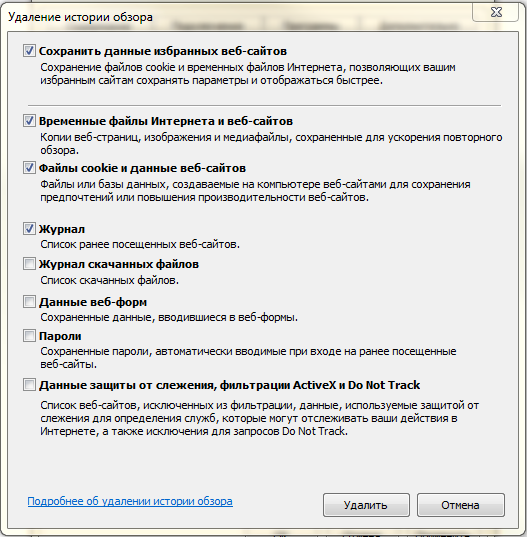 Удаление истории обзора
Сохранить данные избранных веб-сайтов
Сохранение файлов cookie и временных файлов Интернета, позволяющих вашим
избранным сайтам сохранять параметры и отображаться быстрее.
Временные файлы Интернета и веб-сайтов
Копии веб-страниц, изображения и медиафайлы, сохраненные для ускорения повторного
обзора.
Файлы cookie и данные веб-сайтов
Файлы или базы данных, создаваемые на компьютере веб-сайтами для сохранения
предпочтений или повышения производительности веб-сайтов.
Журнал
Список ранее посещенных веб-сайтов.
Журнал скачанных файлов
Список скачанных файлов.
Данные веб-форм
Сохраненные данные, вводившиеся в веб-формы.
Пароли
Сохраненные пароли, автоматически вводимые при входе на ранее посещенные
веб-сайты.
Данные защиты от слежения, фильтрации ActiveX и Do Not Track
Список веб-сайтов, исключенных из фильтрации, данные, используемые защитой от
слежения для определения служб, которые могут отслеживать ваши действия в
Интернете, а также исключения для запросов Do Not Track.
Подробнее об удалении истории обзора
Удалить
Отмена